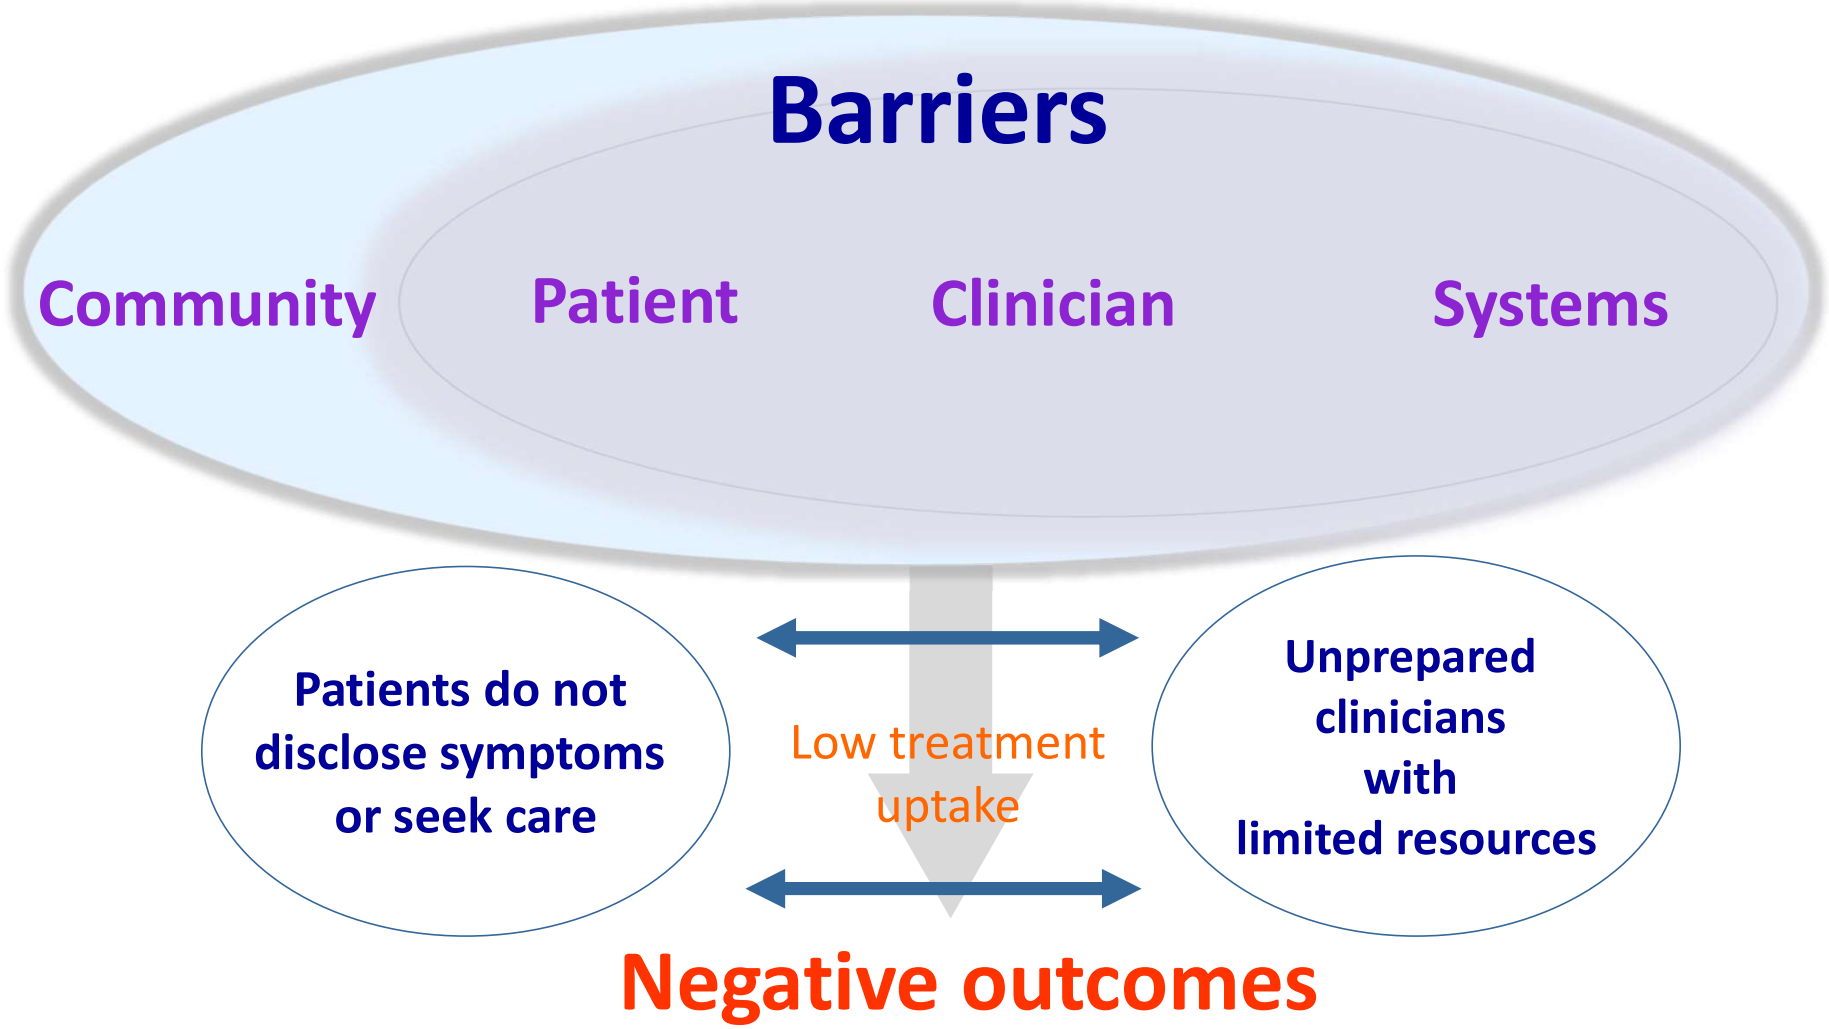 Barriers
Community
Patient
Clinician
Systems
Patients do not
disclose symptoms
or seek care
Low treatment
uptake
Unprepared
clinicians
with
limited resources
Negative outcomes